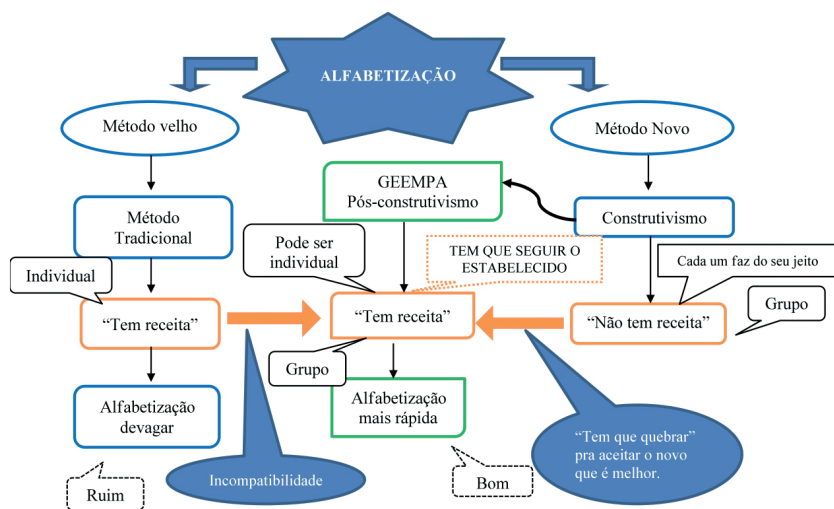 ALFABETIZAÇÃO
Método velho
Método Novo
GEEMPA
Pós-construtivismo
Método
Tradicional
Construtivismo
Pode ser
individual
TEM QUE SEGUIR O
ESTABELECIDO
Cada um faz do seu jeito
Individual
“Tem receita”
“Tem receita”
“Não tem receita”
Grupo
Grupo
Alfabetização
devagar
Alfabetização
mais rápida
“Tem que quebrar”
pra aceitar o novo
que é melhor.
Incompatibilidade
Ruim
Bom